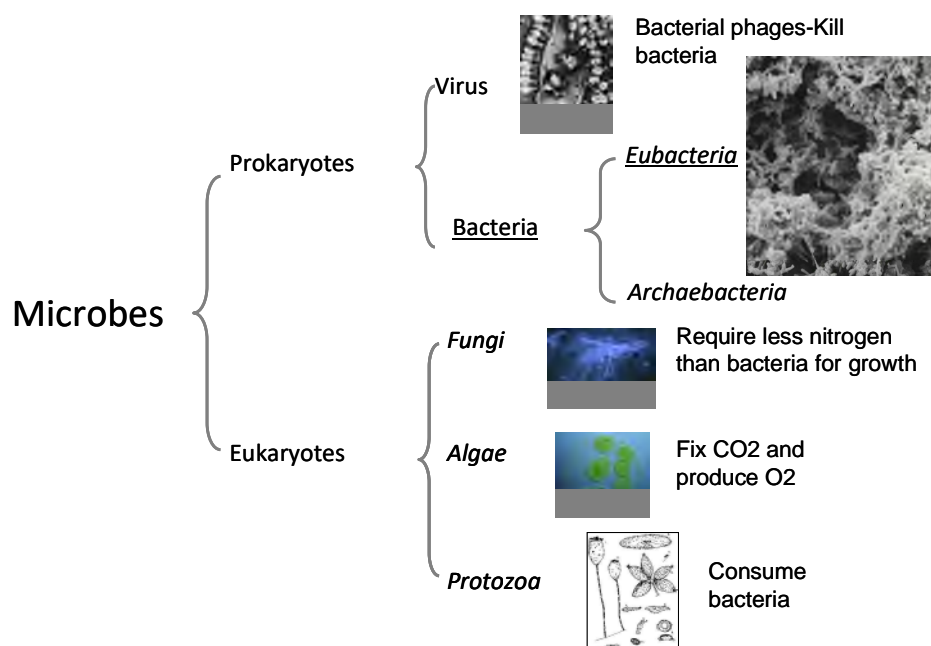 Bacterial phages-Kill
bacteria
Virus
Eubacteria
Prokaryotes
Bacteria
Archaebacteria
Microbes
Fungi
Require less nitrogen
than bacteria for growth
Eukaryotes
Algae
Fix CO2 and
produce O2
Protozoa
Consume
bacteria